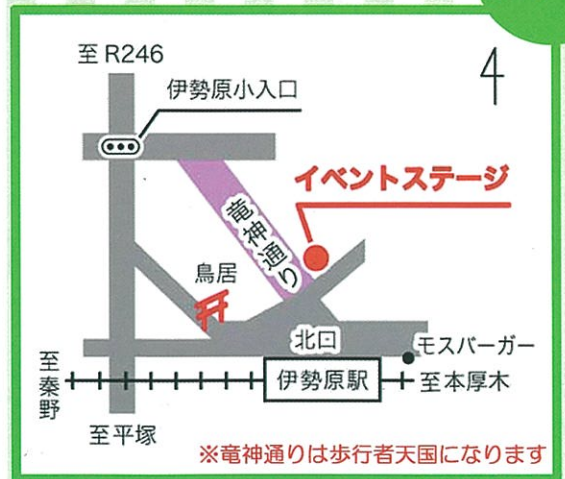 至 R246
伊勢原小入口
イベントステージ
竜神通り
鳥居
北口
モスバーガー
至秦野
伊勢原駅
至本厚木
至平塚
※竜神通りは歩行者天国になります